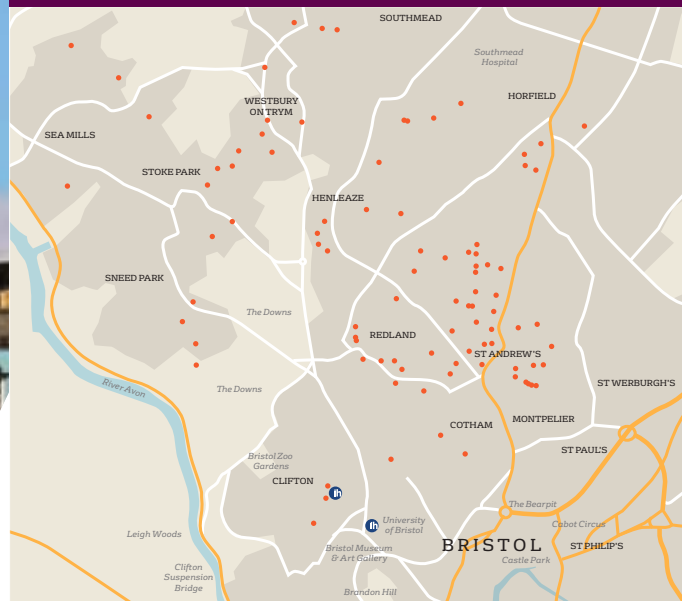 SOUTHMEAD
Southmead
Hospital
HORFIELD
WESTBURY
ON TRYM
SEA MILLS
STOKE PARK
HENLEAZE
SNEED PARK
The Downs
REDLAND
ST ANDREW'S
River Avon
The Downs
ST WERBURGH'S
MONTPELIER
COTHAM
ST PAUL'S
Bristol Zoo
Gardens
CLIFTON
lh
The Bearpit
lh
University
of Bristol
Cabot Circus
Leigh Woods
BRISTOL
ST PHILIP'S
Bristol Museum
& Art Gallery
Castle Park
Clifton
Suspension
Bridge
Brandon Hill